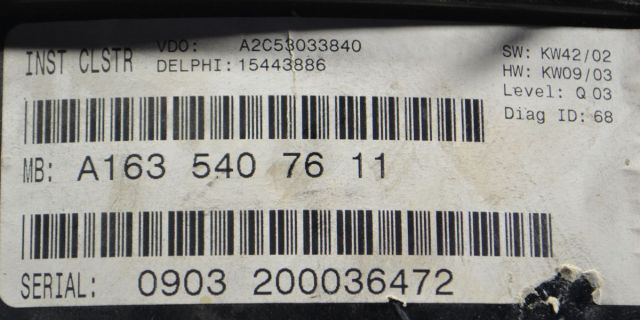 INST CLSTR VDO: A2C53033840
DELPHI: 15443886
SW: KW42/02
HW: KW09/03
Level: Q 03
Diag ID: 68
MB: A163 540 76 11
SERIAL: 0903 200036472